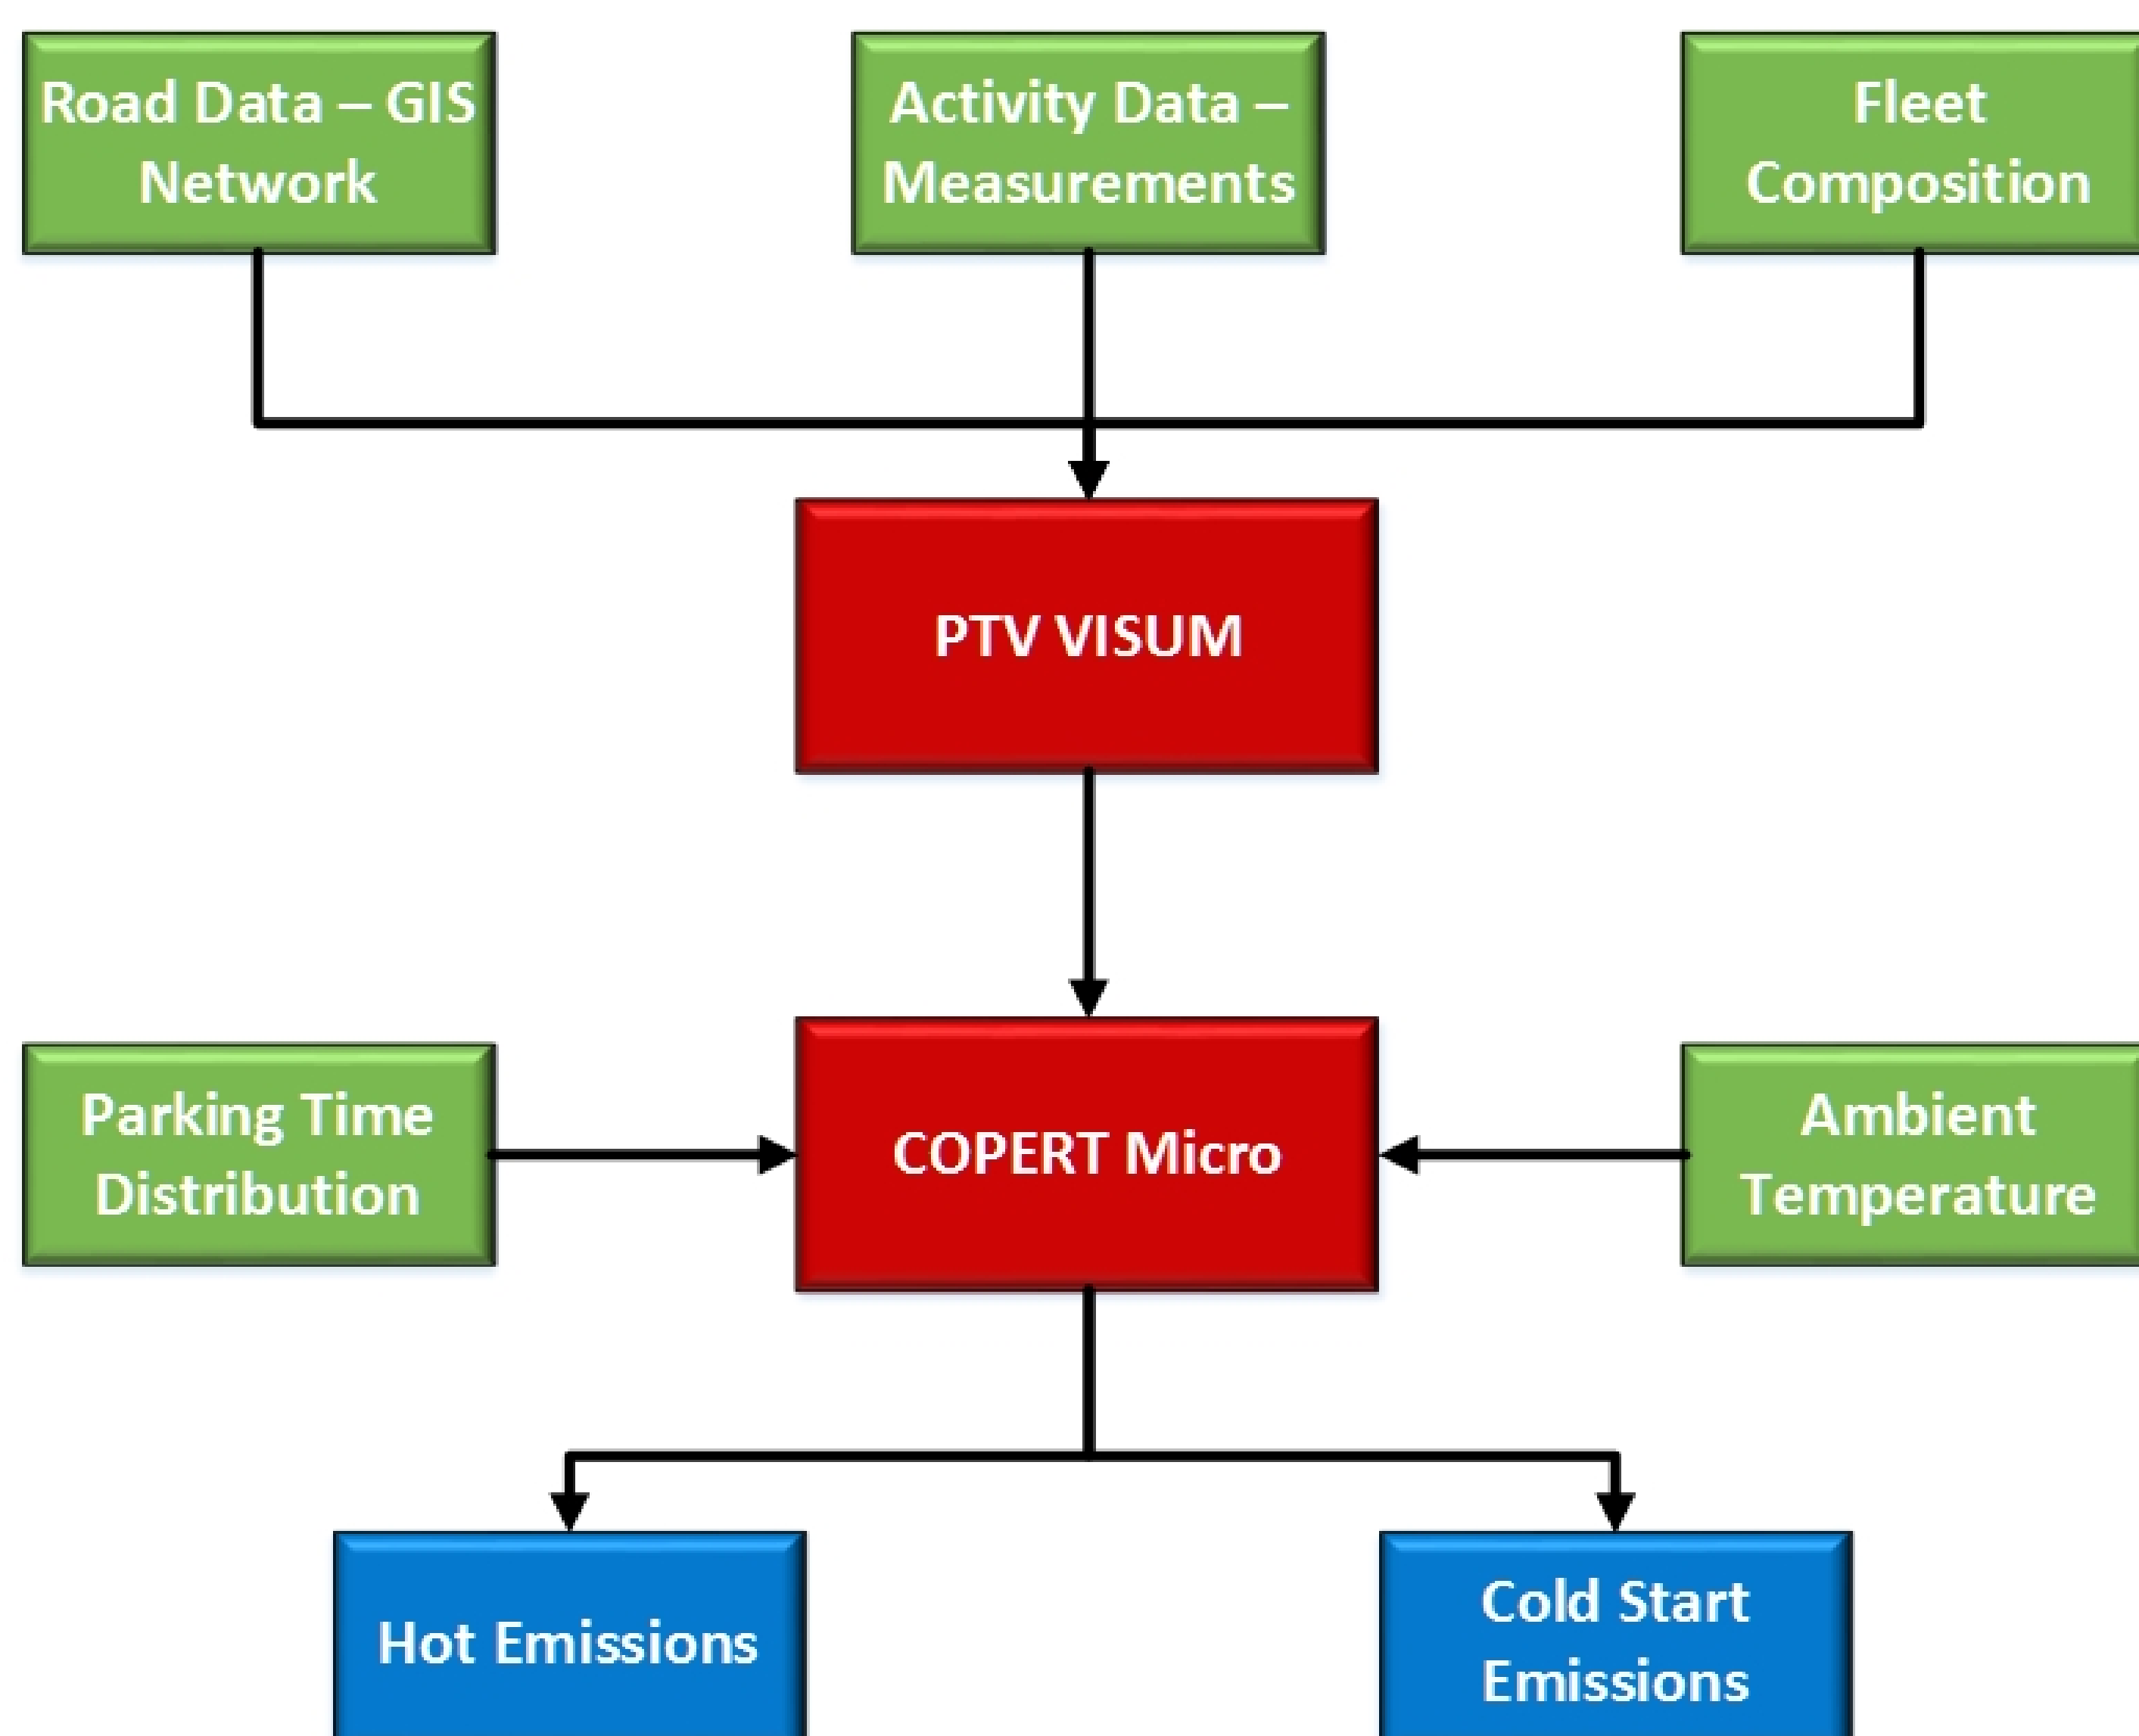 Road Data – GIS
Network
Activity Data –
Measurements
Fleet
Composition
PTV VISUM
Parking Time
Distribution
COPERT Micro
Ambient
Temperature
Hot Emissions
Cold Start
Emissions